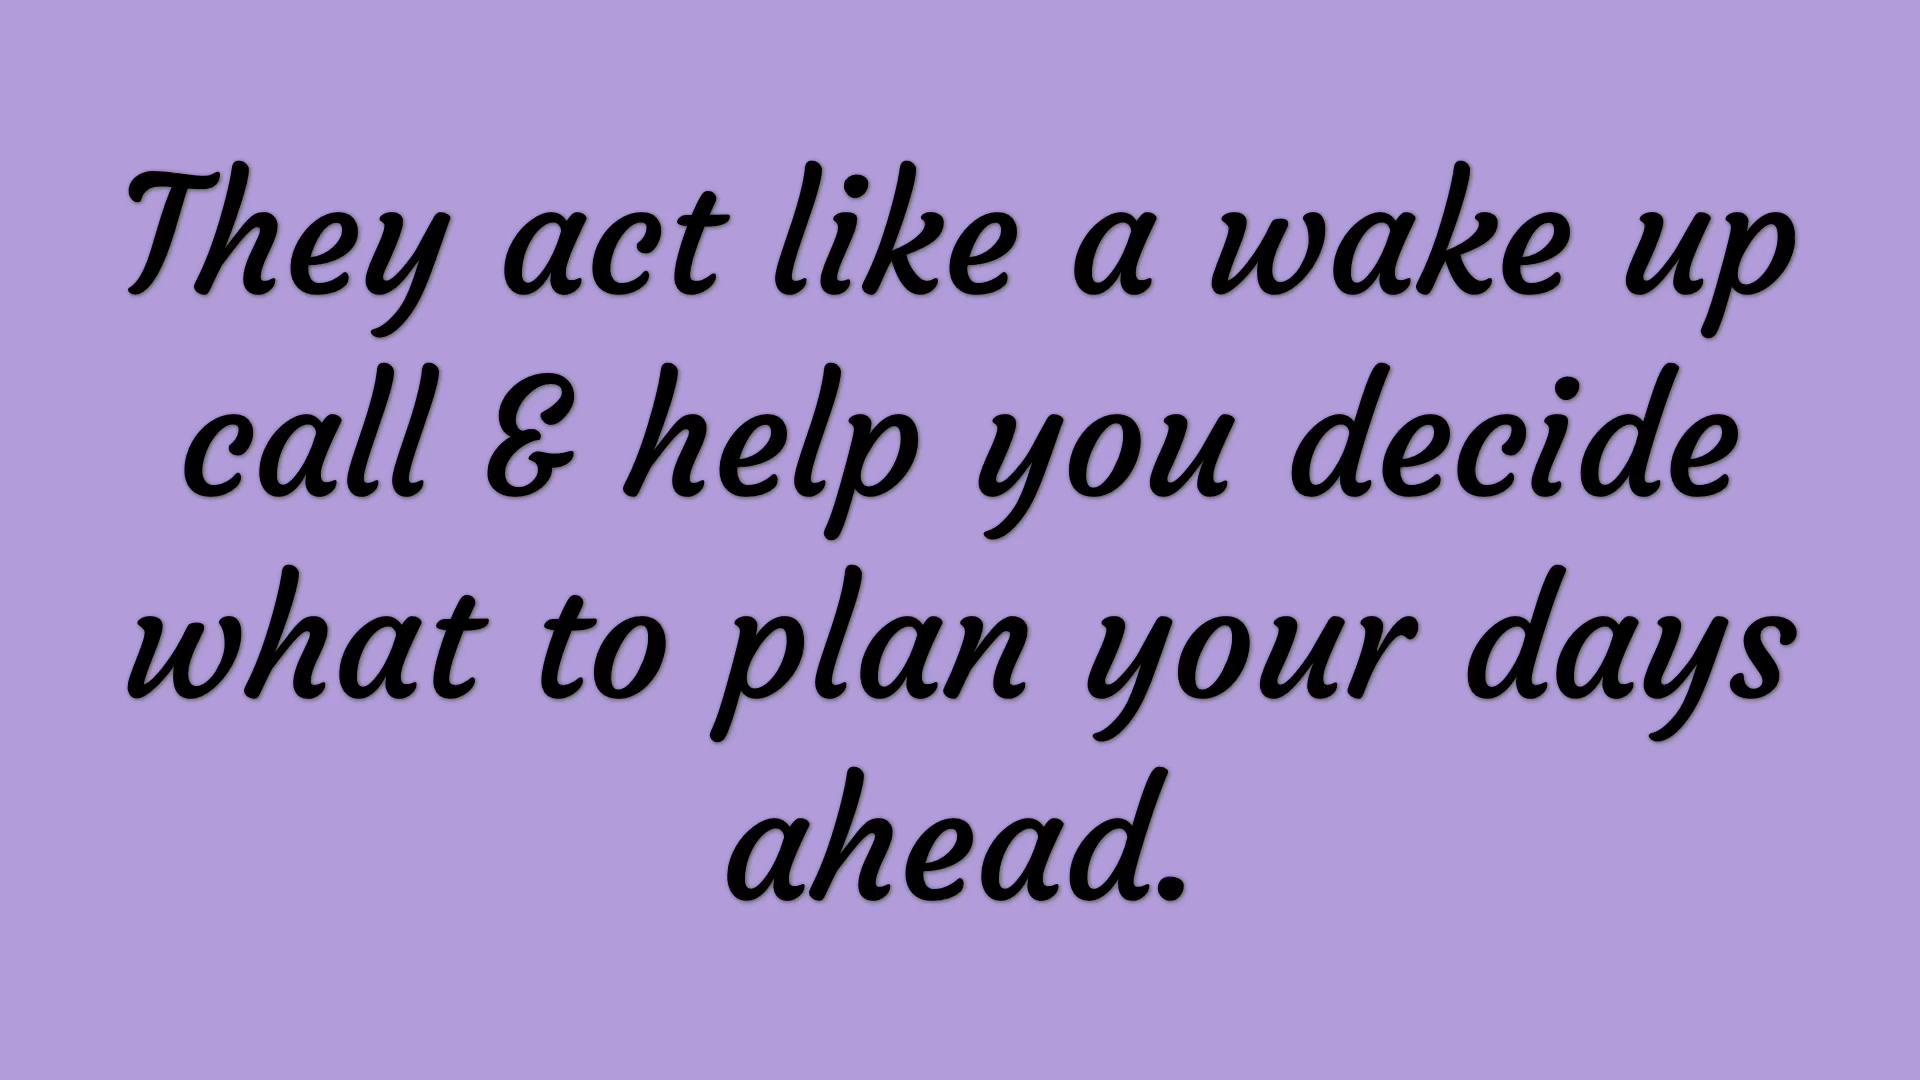 They act like a wake up
call & help you decide
what to plan your days
ahead.